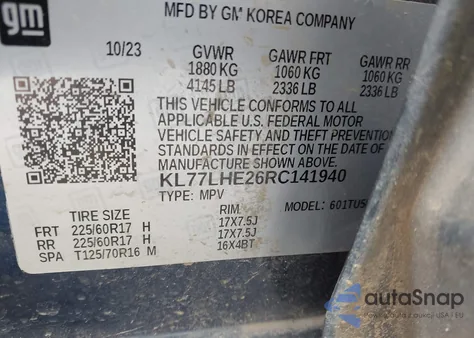 gm
MFD BY GM KOREA COMPANY
10/23 GVWR GAWR FRT GAWR RR
1880 KG 1060 KG 1060 KG
4145 LB 2336 LB 2336 LB
THIS VEHICLE CONFORMS TO ALL
APPLICABLE U.S. FEDERAL MOTOR
VEHICLE SAFETY AND THEFT PREVENTION
STANDARDS IN EFFECT ON THE DATE OF
MANUFACTURE SHOWN ABOVE.
KL77LHE26RC141940
TYPE: MPV MODEL: 601TUS
TIRE SIZE RIM
FRT 225/60R17 H 17X7.5J
RR 225/60R17 H 17X7.5J
SPA T125/70R16 M 16X4BT
autaSnap